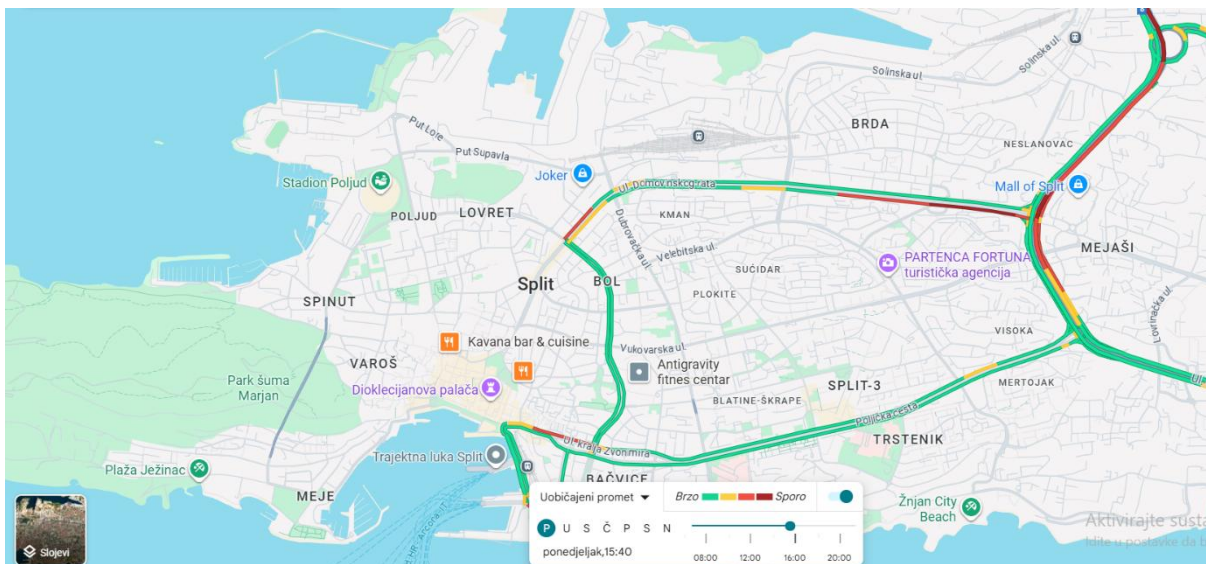 Solinska ul.
Solinska ul.
BRDA
NESLANOVAC
Put Lore
Put Supavla
Stadion Poljud
Joker
Mall of Split
POLJUD
LOVRET
KMAN
Dubrovačka ul.
Velebitska ul.
MEJAŠI
PARTENCA FORTUNA
turistička agencija
SUĆIDAR
Split
BOL
PLOKITE
SPINUT
Lovrinačka ul.
VISOKA
Kavana bar & cuisine
Vukovarska ul.
VAROŠ
Antigravity
fitnes centar
Park šuma
Marjan
Dioklecijanova palača
SPLIT-3
MERTOJAK
Ul.
BLATINE-ŠKRAPE
Poljička cesta
TRSTENIK
Ul. kralja Zvonimira
Trajektna luka Split
Plaža Ježinac
BAČVICE
MEJE
Žnjan City
Beach
Slojevi
Uobičajeni promet
Brzo
Sporo
P U S Č P S N
ponedjeljak,15:40
08:00 12:00 16:00 20:00
Aktivirajte susta